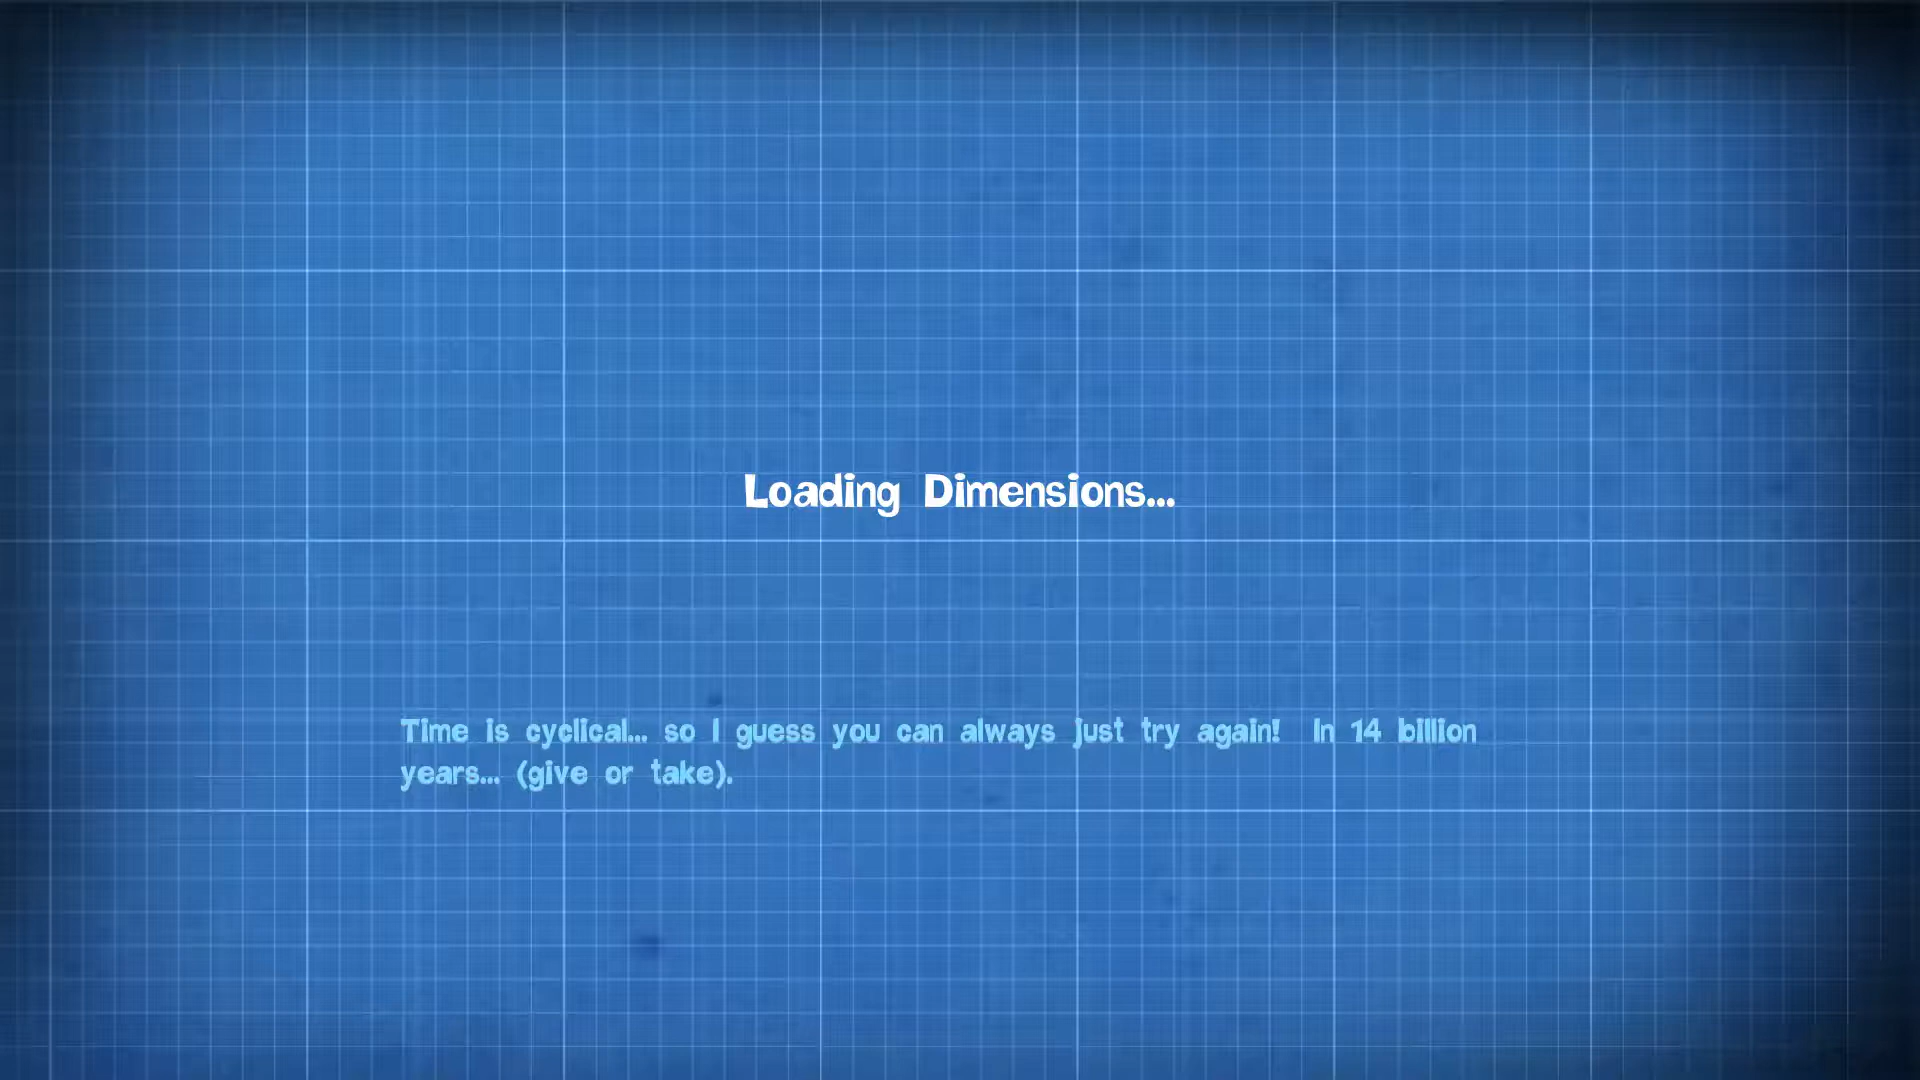 Loading Dimensions...
Time is cyclical... so I guess you can always just try again!  In 14 billion
years... (give or take).